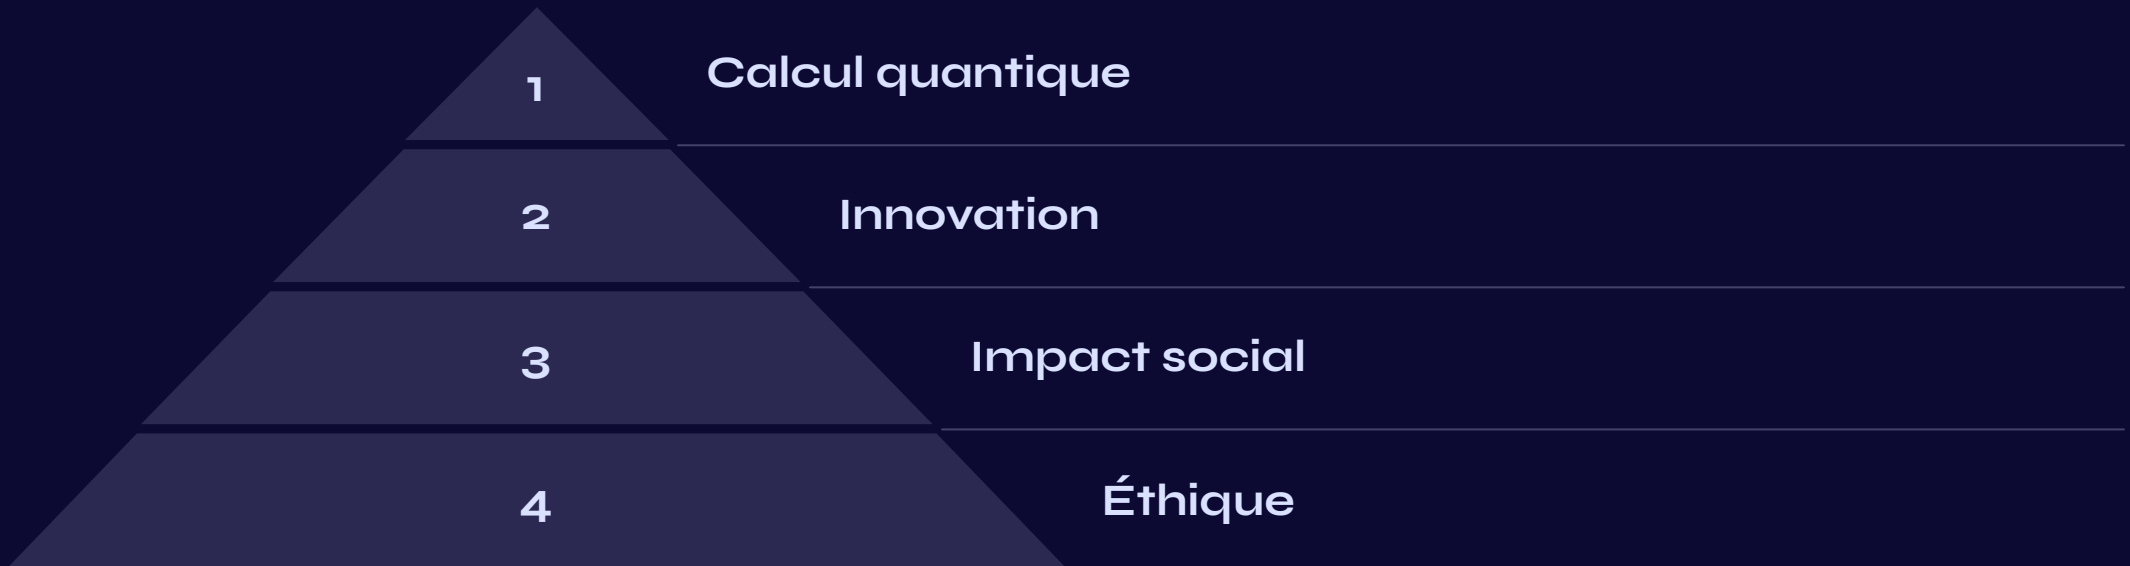 1
Calcul quantique
2
Innovation
3
Impact social
4
Éthique